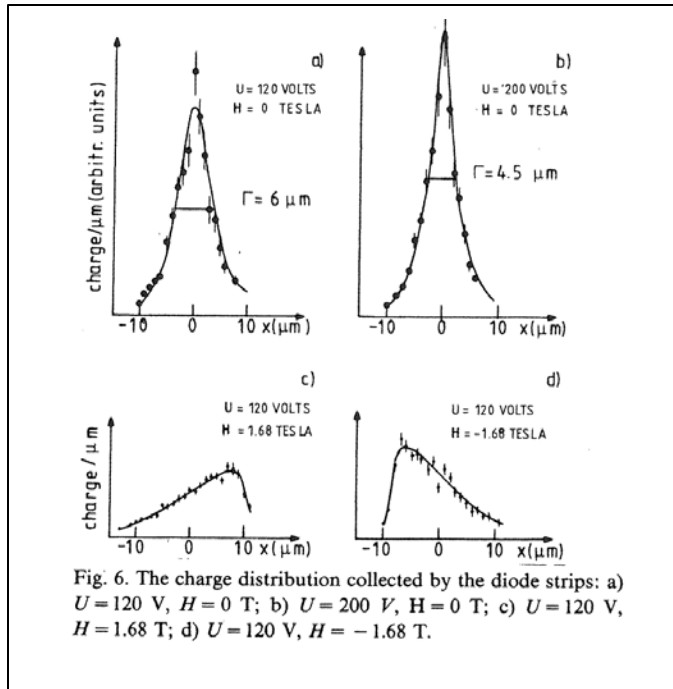 a)
U = 120 VOLTS
H = 0 TESLA
Γ = 6 μm
charge/μm (arbitr. units)
-10 0 10 x(μm)
b)
U = 200 VOLTS
H = 0 TESLA
Γ = 4.5 μm
-10 0 10 x(μm)
c)
U = 120 VOLTS
H = 1.68 TESLA
charge / μm
-10 0 10 x(μm)
d)
U = 120 VOLTS
H = -1.68 TESLA
-10 0 10 x(μm)
Fig. 6. The charge distribution collected by the diode strips: a)
U = 120 V, H = 0 T; b) U = 200 V, H = 0 T; c) U = 120 V,
H = 1.68 T; d) U = 120 V, H = − 1.68 T.